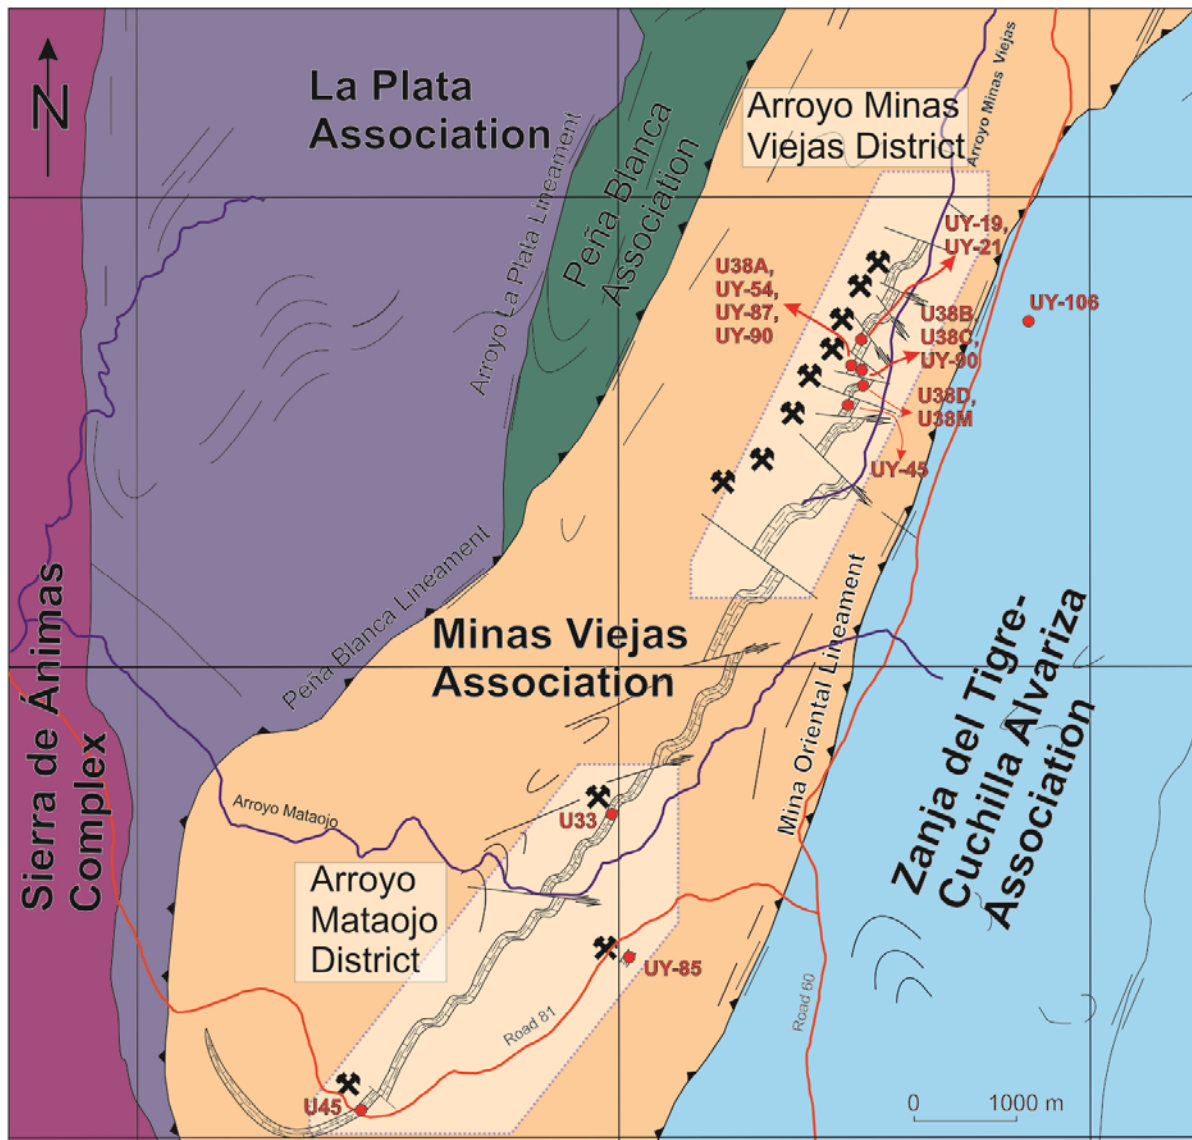 N
La Plata
Association
Arroyo La Plata Lineament
Peña Blanca
Association
Arroyo Minas
Viejas District
Arroyo Minas Viejas
UY-19,
UY-21
U38A,
UY-54,
UY-87,
UY-90
U38B,
U38C,
UY-90
UY-106
U38D,
U38M
UY-45
Peña Blanca Lineament
Minas Viejas
Association
Mina Oriental Lineament
Zanja del Tigre-
Cuchilla Alvariza
Association
Sierra de Ánimas
Complex
Arroyo Mataojo
U33
Arroyo
Mataojo
District
UY-85
Road 81
Road 60
U45
0 1000 m